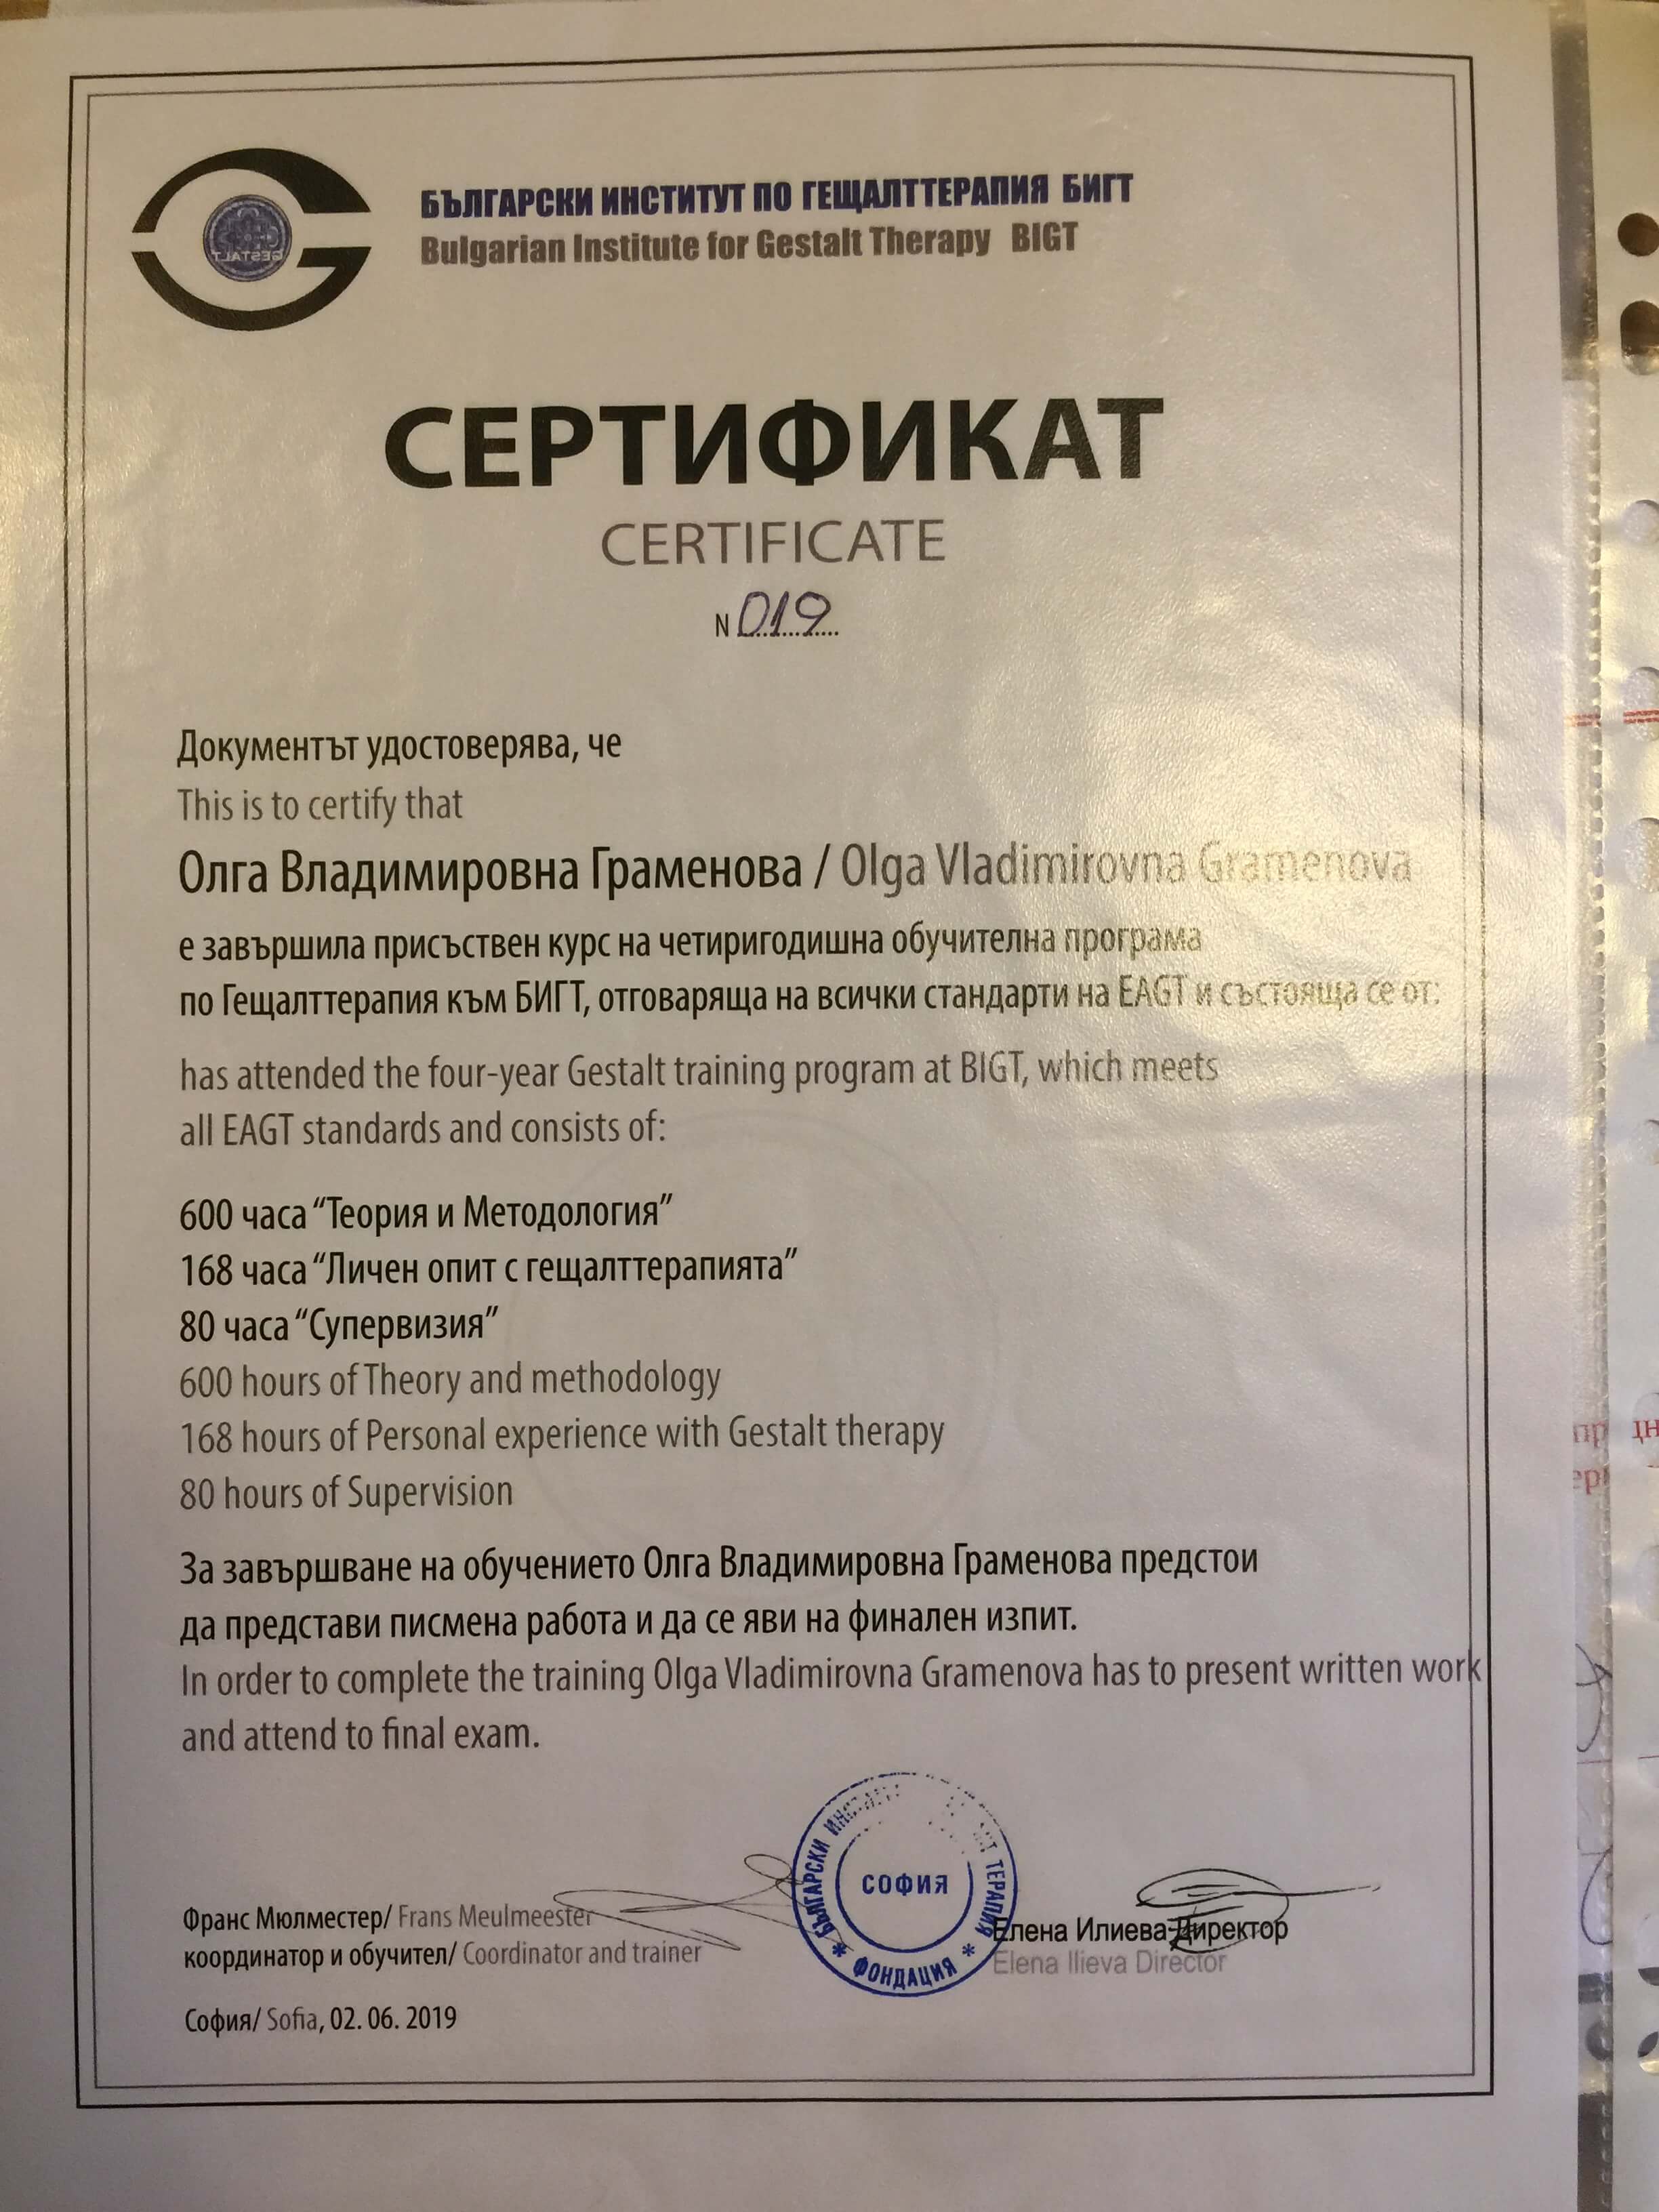 БЪЛГАРСКИ ИНСТИТУТ ПО ГЕЩАЛТТЕРАПИЯ БИГТ
Bulgarian Institute for Gestalt Therapy BIGT
GESTALT
СЕРТИФИКАТ
CERTIFICATE
N 019
Документът удостоверява, че
This is to certify that
Олга Владимировна Граменова / Olga Vladimirovna Gramenova
е завършила присъствен курс на четиригодишна обучителна програма
по Гещалттерапия към БИГТ, отговаряща на всички стандарти на EAGT и състояща се от:
has attended the four-year Gestalt training program at BIGT, which meets
all EAGT standards and consists of:
600 часа “Теория и Методология”
168 часа “Личен опит с гещалттерапията”
80 часа “Супервизия”
600 hours of Theory and methodology
168 hours of Personal experience with Gestalt therapy
80 hours of Supervision
За завършване на обучението Олга Владимировна Граменова предстои
да представи писмена работа и да се яви на финален изпит.
In order to complete the training Olga Vladimirovna Gramenova has to present written work
and attend to final exam.
Франс Мюлместер/ Frans Meulmeester
координатор и обучител/ Coordinator and trainer
БЪЛГАРСКИ ТЕРАПИЯ
СОФИЯ
* ФОНДАЦИЯ *
Елена Илиева-Директор
Elena Ilieva Director
София/ Sofia, 02. 06. 2019